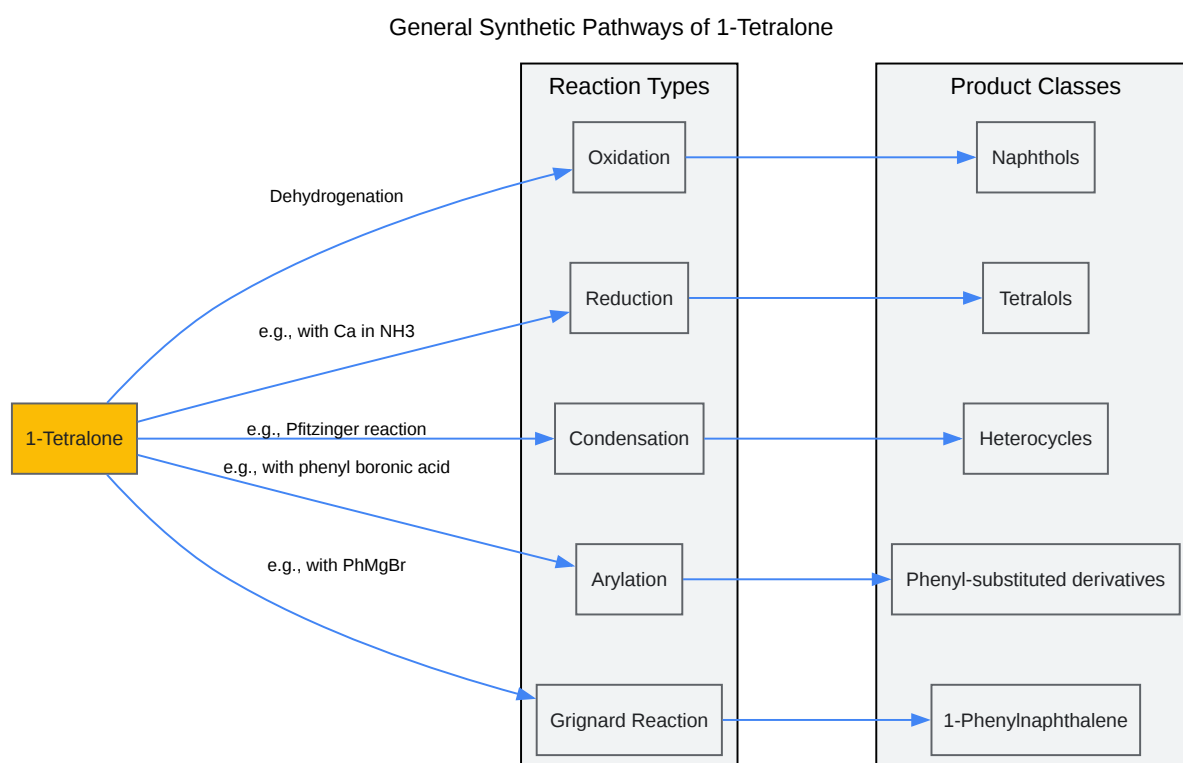 General Synthetic Pathways of 1-Tetralone
Reaction Types
Product Classes
Oxidation
Naphthols
Dehydrogenation
Reduction
Tetralols
e.g., with Ca in NH3
1-Tetralone
e.g., Pfitzinger reaction
Condensation
Heterocycles
e.g., with phenyl boronic acid
e.g., with PhMgBr
Arylation
Phenyl-substituted derivatives
Grignard Reaction
1-Phenylnaphthalene